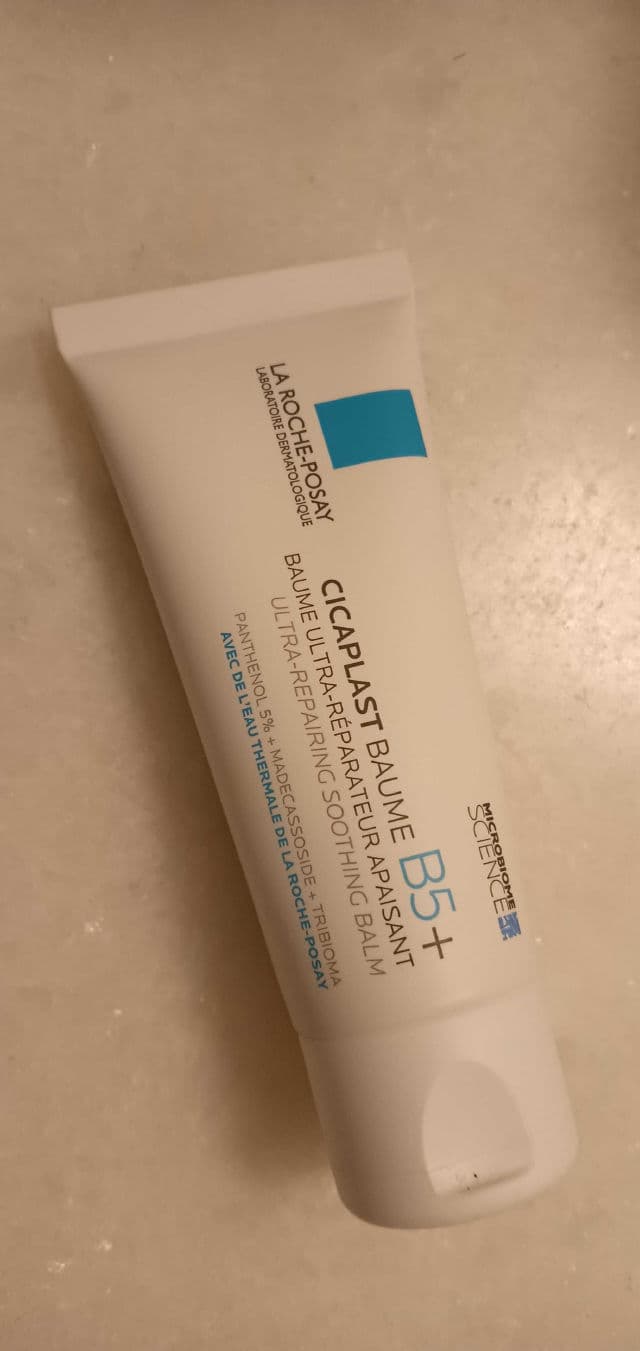 LA ROCHE-POSAY
LABORATOIRE DERMATOLOGIQUE
MICROBIOME
SCIENCE
CICAPLAST BAUME B5+
BAUME ULTRA-RÉPARATEUR APAISANT
ULTRA-REPAIRING SOOTHING BALM
PANTHENOL 5% + MADECASSOSIDE + TRIBIOMA
AVEC DE L'EAU THERMALE DE LA ROCHE-POSAY